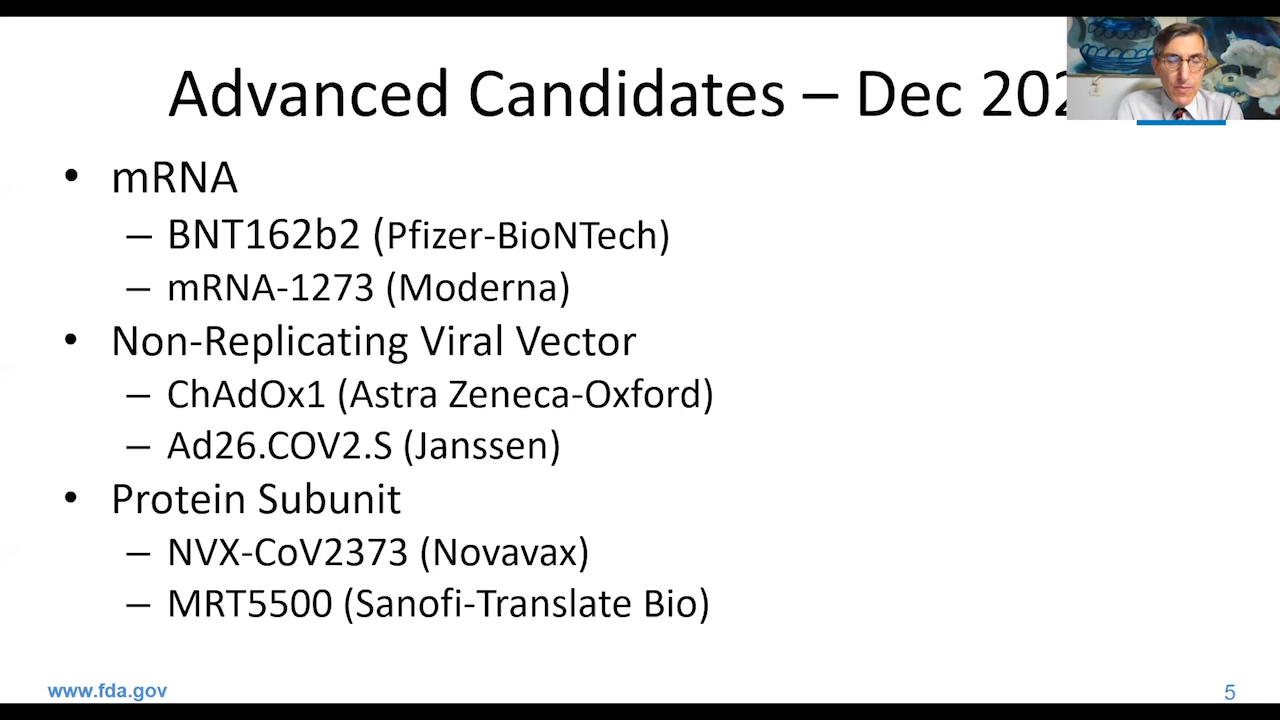 Advanced Candidates – Dec 202
• mRNA
– BNT162b2 (Pfizer-BioNTech)
– mRNA-1273 (Moderna)
• Non-Replicating Viral Vector
– ChAdOx1 (Astra Zeneca-Oxford)
– Ad26.COV2.S (Janssen)
• Protein Subunit
– NVX-CoV2373 (Novavax)
– MRT5500 (Sanofi-Translate Bio)
www.fda.gov
5